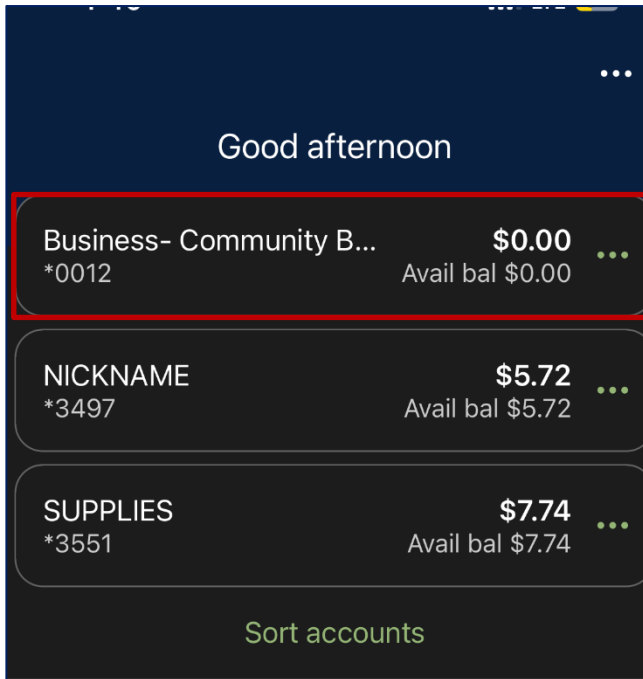 Good afternoon
Business- Community B... $0.00
*0012 Avail bal $0.00
NICKNAME $5.72
*3497 Avail bal $5.72
SUPPLIES $7.74
*3551 Avail bal $7.74
Sort accounts